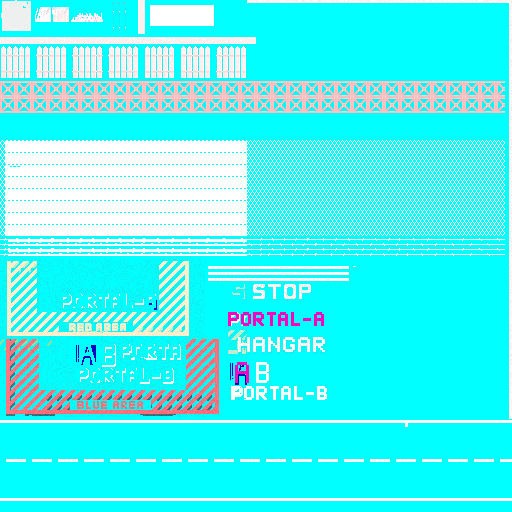 PORTAL-A
RED AREA
A B PORTA
PORTAL-B
BLUE AREA
STOP
PORTAL-A
HANGAR
A B
PORTAL-B